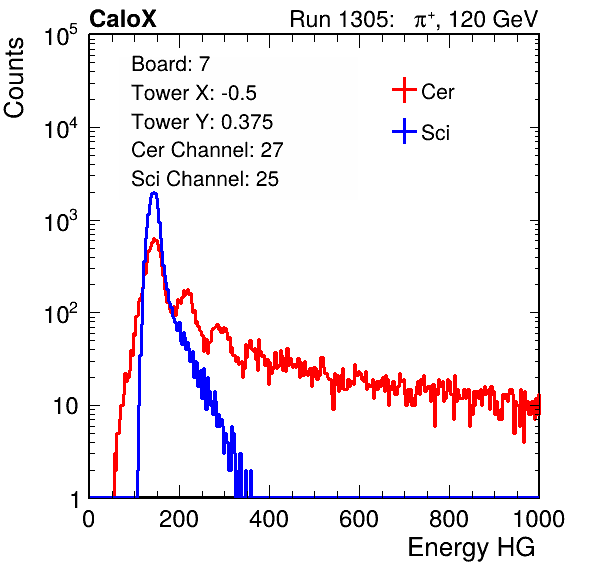 CaloX Run 1305: π⁺, 120 GeV
Counts
10⁵
10⁴
10³
10²
10
1
Board: 7
Tower X: -0.5
Tower Y: 0.375
Cer Channel: 27
Sci Channel: 25
Cer
Sci
0 200 400 600 800 1000
Energy HG